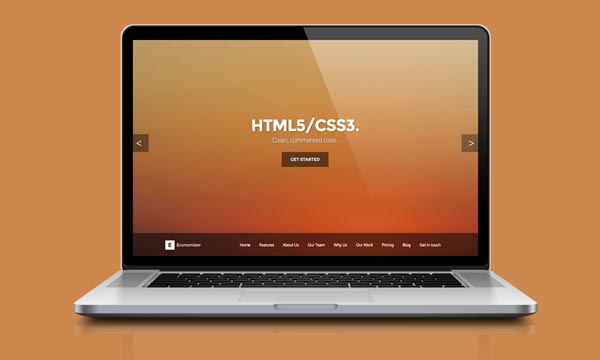 HTML5/CSS3.
Clean, commented code.
<
>
GET STARTED
E Economizer Home Features About Us Our Team Why Us Our Work Pricing Blog Get in touch